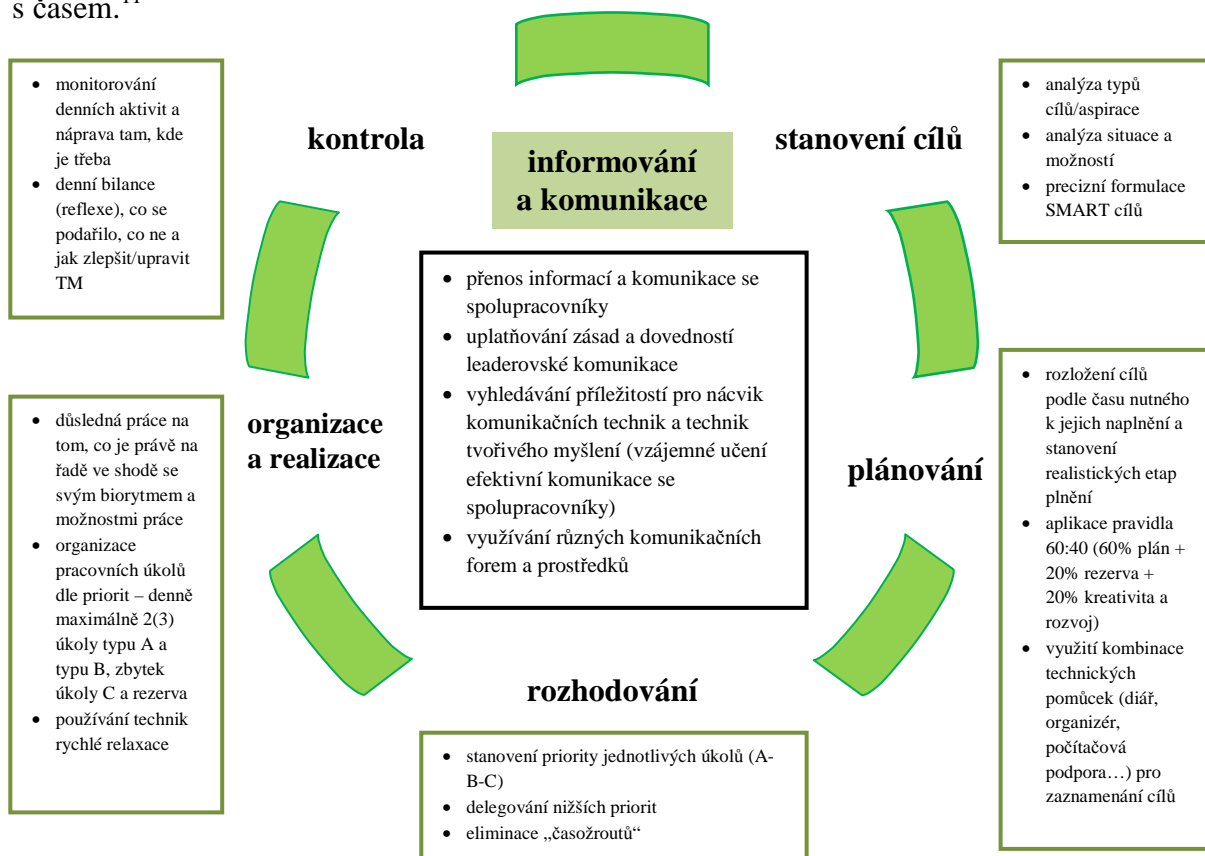 s časem.
kontrola
• monitorování
denních aktivit a
náprava tam, kde
je třeba
• denní bilance
(reflexe), co se
podařilo, co ne a
jak zlepšit/upravit
TM
informování
a komunikace
• přenos informací a komunikace se
spolupracovníky
• uplatňování zásad a dovedností
leaderovské komunikace
• vyhledávání příležitostí pro nácvik
komunikačních technik a technik
tvořivého myšlení (vzájemné učení
efektivní komunikace se
spolupracovníky)
• využívání různých komunikačních
forem a prostředků
stanovení cílů
• analýza typů
cílů/aspirace
• analýza situace a
možností
• precizní formulace
SMART cílů
plánování
• rozložení cílů
podle času nutného
k jejich naplnění a
stanovení
realistických etap
plnění
• aplikace pravidla
60:40 (60% plán +
20% rezerva +
20% kreativita a
rozvoj)
• využití kombinace
technických
pomůcek (diář,
organizér,
počítačová
podpora…) pro
zaznamenání cílů
rozhodování
• stanovení priority jednotlivých úkolů (A-
B-C)
• delegování nižších priorit
• eliminace „časožroutů“
organizace
a realizace
• důsledná práce na
tom, co je právě na
řadě ve shodě se
svým biorytmem a
možnostmi práce
• organizace
pracovních úkolů
dle priorit – denně
maximálně 2(3)
úkoly typu A a
typu B, zbytek
úkoly C a rezerva
• používání technik
rychlé relaxace